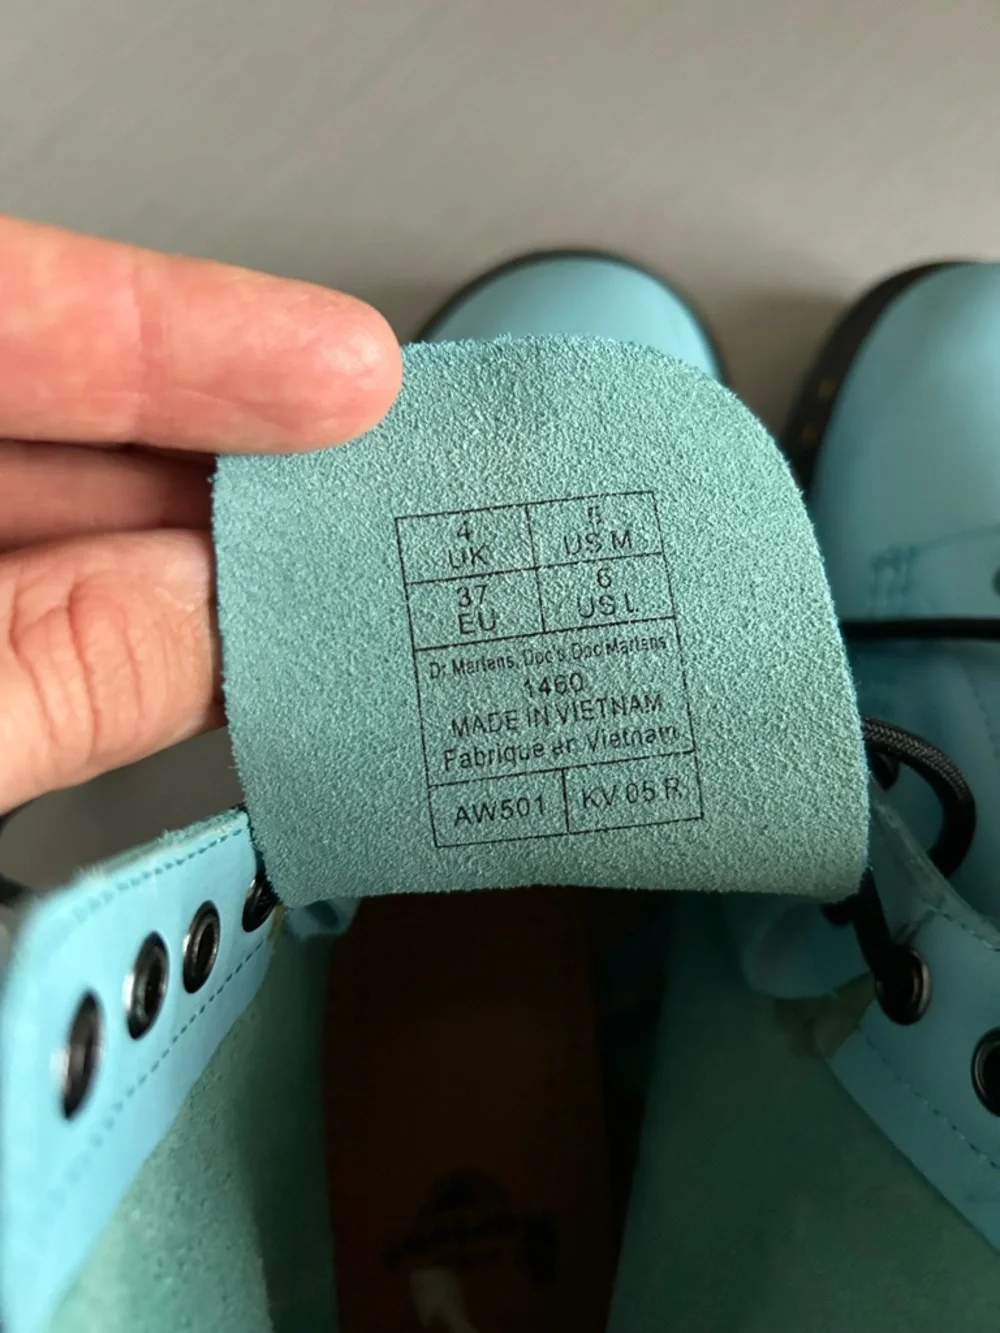 4 UK
5 US M
37 EU
6 US L
Dr Martens, Doc's, Doc Martens
1460
MADE IN VIETNAM
Fabriqué en Vietnam
AW501
KV 05 R